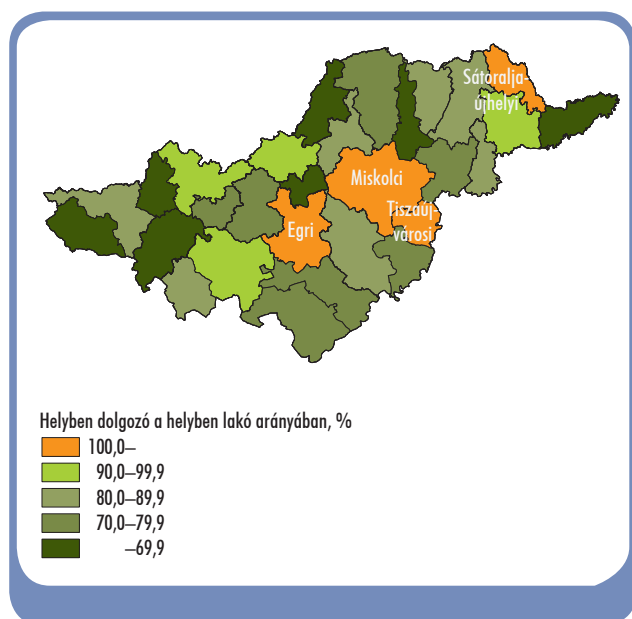 Sátoralja-
újhelyi
Miskolci
Tiszaúj
városi
Egri
Helyben dolgozó a helyben lakó arányában, %
100,0–
90,0–99,9
80,0–89,9
70,0–79,9
–69,9